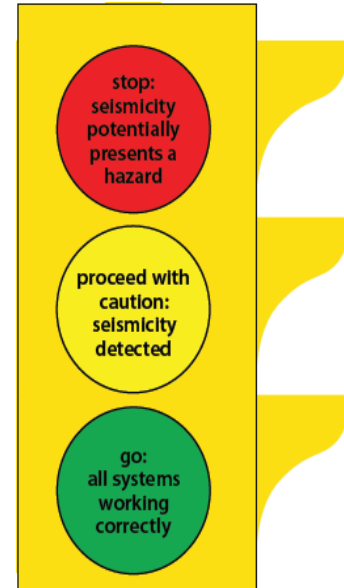 stop:
seismicity
potentially
presents a
hazard
proceed with
caution:
seismicity
detected
go:
all systems
working
correctly